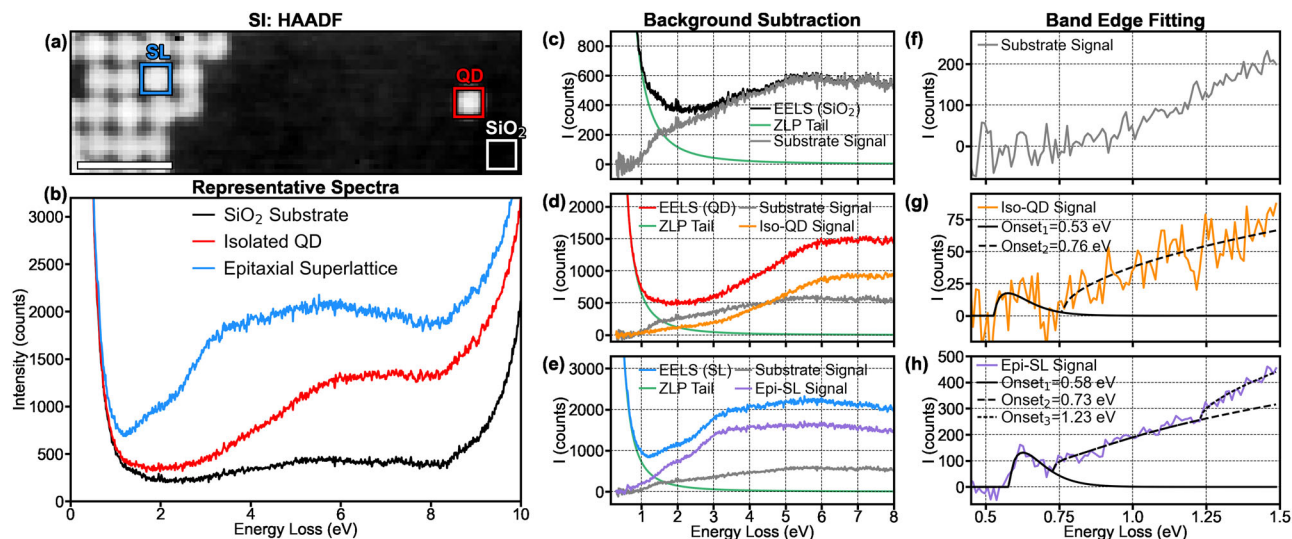 SI: HAADF
(a)
SL
QD
SiO₂
Representative Spectra
(b)
3000
2500
2000
1500
1000
500
0
Intensity (counts)
SiO₂ Substrate
Isolated QD
Epitaxial Superlattice
0 2 4 6 8 10
Energy Loss (eV)
Background Subtraction
(c)
600
400
200
0
I (counts)
EELS (SiO₂)
ZLP Tail
Substrate Signal
(d)
2000
1500
1000
500
0
I (counts)
EELS (QD) Substrate Signal
ZLP Tail Iso-QD Signal
(e)
3000
2000
1000
0
I (counts)
EELS (SL) Substrate Signal
ZLP Tail Epi-SL Signal
1 2 3 4 5 6 7 8
Energy Loss (eV)
Band Edge Fitting
(f)
200
100
0
I (counts)
Substrate Signal
(g)
75
50
25
0
I (counts)
Iso-QD Signal
Onset₁=0.53 eV
Onset₂=0.76 eV
(h)
500
400
300
200
100
0
I (counts)
Epi-SL Signal
Onset₁=0.58 eV
Onset₂=0.73 eV
Onset₃=1.23 eV
0.5 0.75 1.0 1.25 1.5
Energy Loss (eV)